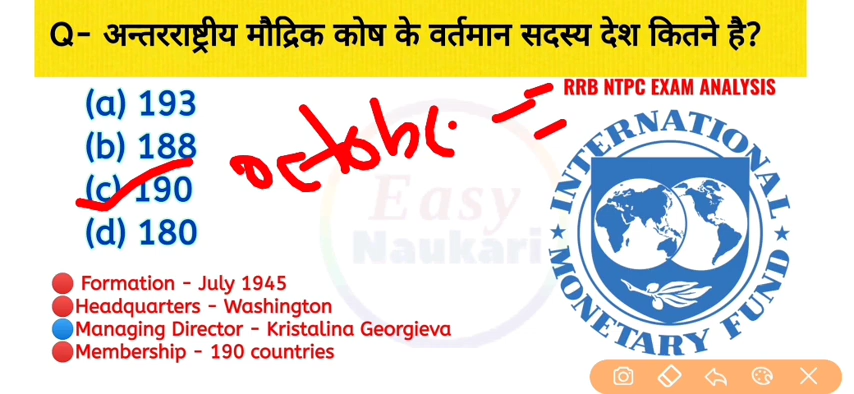 Q- अन्तरराष्ट्रीय मौद्रिक कोष के वर्तमान सदस्य देश कितने है?
RRB NTPC EXAM ANALYSIS
(a) 193
(b) 188
(c) 190
(d) 180
Easy
Naukari
INTERNATIONAL
MONETARY FUND
Formation - July 1945
Headquarters - Washington
Managing Director - Kristalina Georgieva
Membership - 190 countries